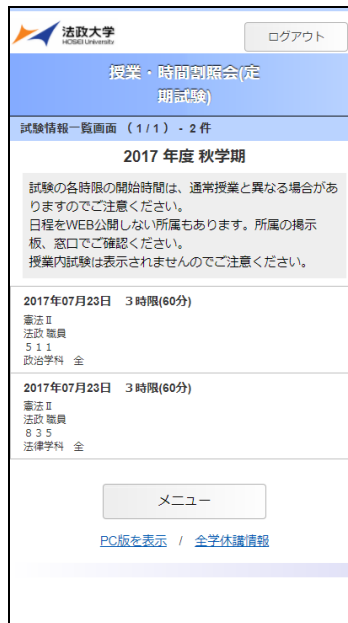 法政大学
HOSEI University
ログアウト
授業・時間割照会(定
期試験)
試験情報一覧画面 (1/1) - 2件
2017 年度 秋学期
試験の各時限の開始時間は、通常授業と異なる場合があ
りますのでご注意ください。
日程をWEB公開しない所属もあります。所属の掲示
板、窓口でご確認ください。
授業内試験は表示されませんのでご注意ください。
2017年07月23日 3時限(60分)
憲法Ⅱ
法政 職員
511
政治学科 全
2017年07月23日 3時限(60分)
憲法Ⅱ
法政 職員
835
法律学科 全
メニュー
PC版を表示 / 全学休講情報